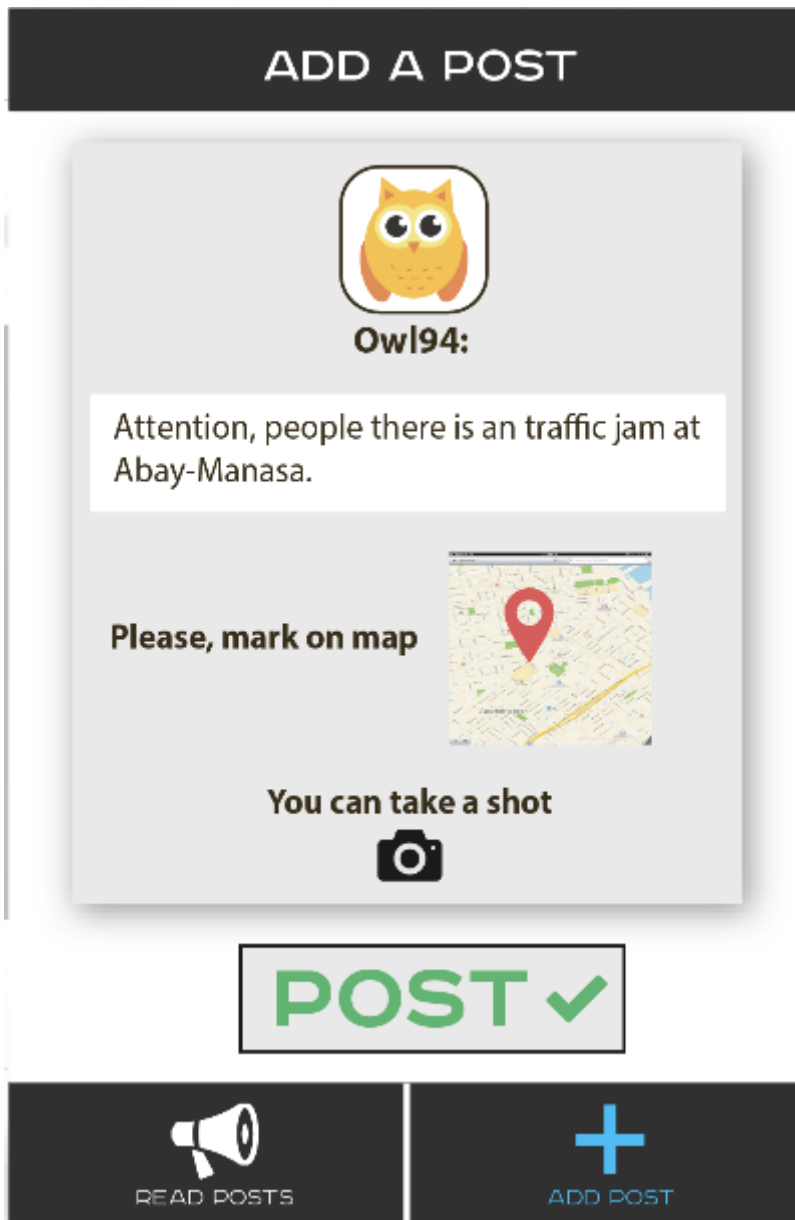 ADD A POST
Owl94:
Attention, people there is an traffic jam at
Abay-Manasa.
Please, mark on map
You can take a shot
POST
READ POSTS
ADD POST